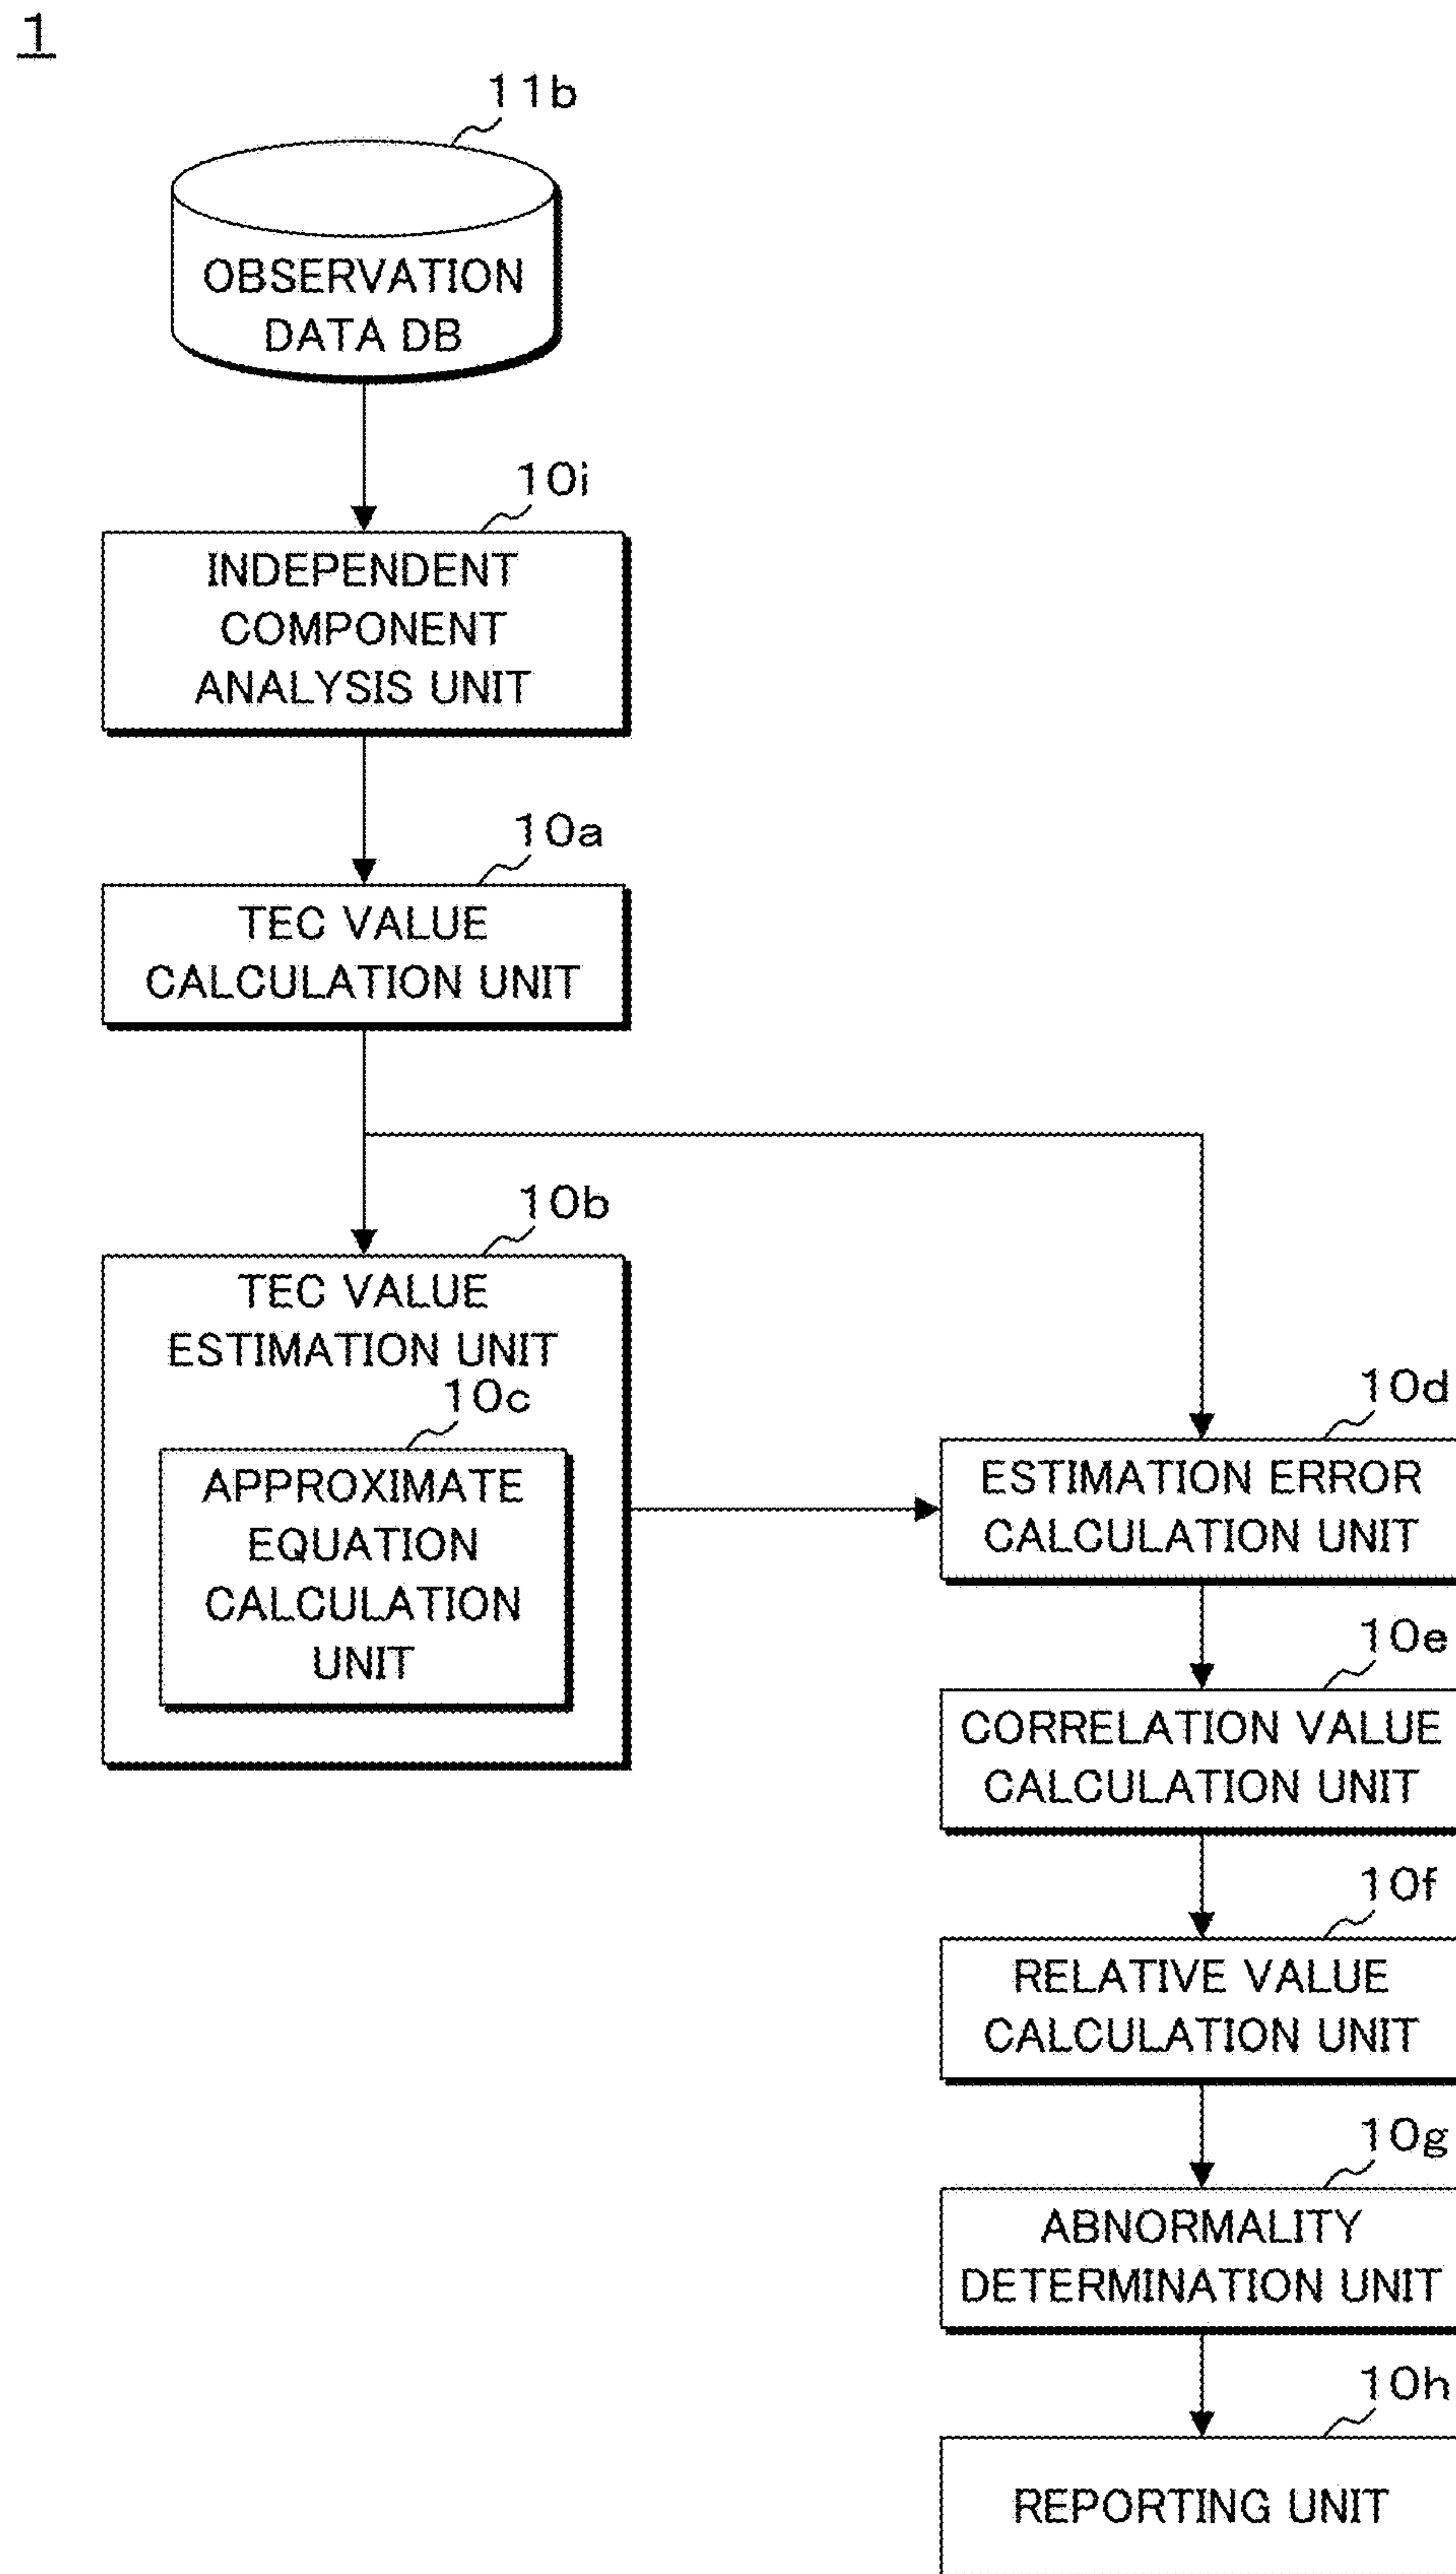 1
11b
OBSERVATION
DATA DB
10i
INDEPENDENT
COMPONENT
ANALYSIS UNIT
10a
TEC VALUE
CALCULATION UNIT
10b
TEC VALUE
ESTIMATION UNIT
10c
APPROXIMATE
EQUATION
CALCULATION
UNIT
10d
ESTIMATION ERROR
CALCULATION UNIT
10e
CORRELATION VALUE
CALCULATION UNIT
10f
RELATIVE VALUE
CALCULATION UNIT
10g
ABNORMALITY
DETERMINATION UNIT
10h
REPORTING UNIT